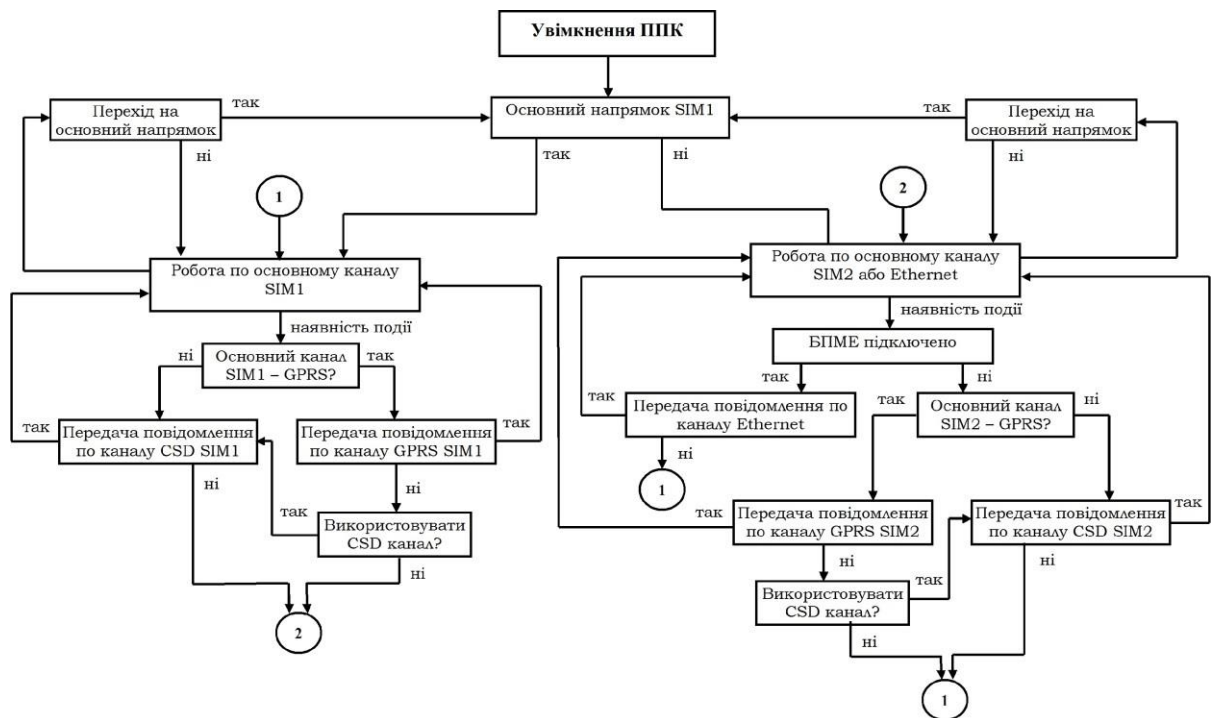 Увімкнення ППК
Перехід на
основний напрямок
так
Основний напрямок SIM1
так
Перехід на
основний напрямок
ні
так
ні
ні
1
2
Робота по основному каналу
SIM1
Робота по основному каналу
SIM2 або Ethernet
наявність події
наявність події
ні
Основний канал
SIM1 – GPRS?
так
БПМЕ підключено
так
ні
так
Передача повідомлення
по каналу CSD SIM1
Передача повідомлення
по каналу GPRS SIM1
так
Передача повідомлення по
каналу Ethernet
так
Основний канал
SIM2 – GPRS?
ні
так
ні
ні
ні
1
так
Використовувати
CSD канал?
так
Передача повідомлення
по каналу GPRS SIM2
Передача повідомлення
по каналу CSD SIM2
так
ні
ні
так
ні
Використовувати
CSD канал?
2
ні
1